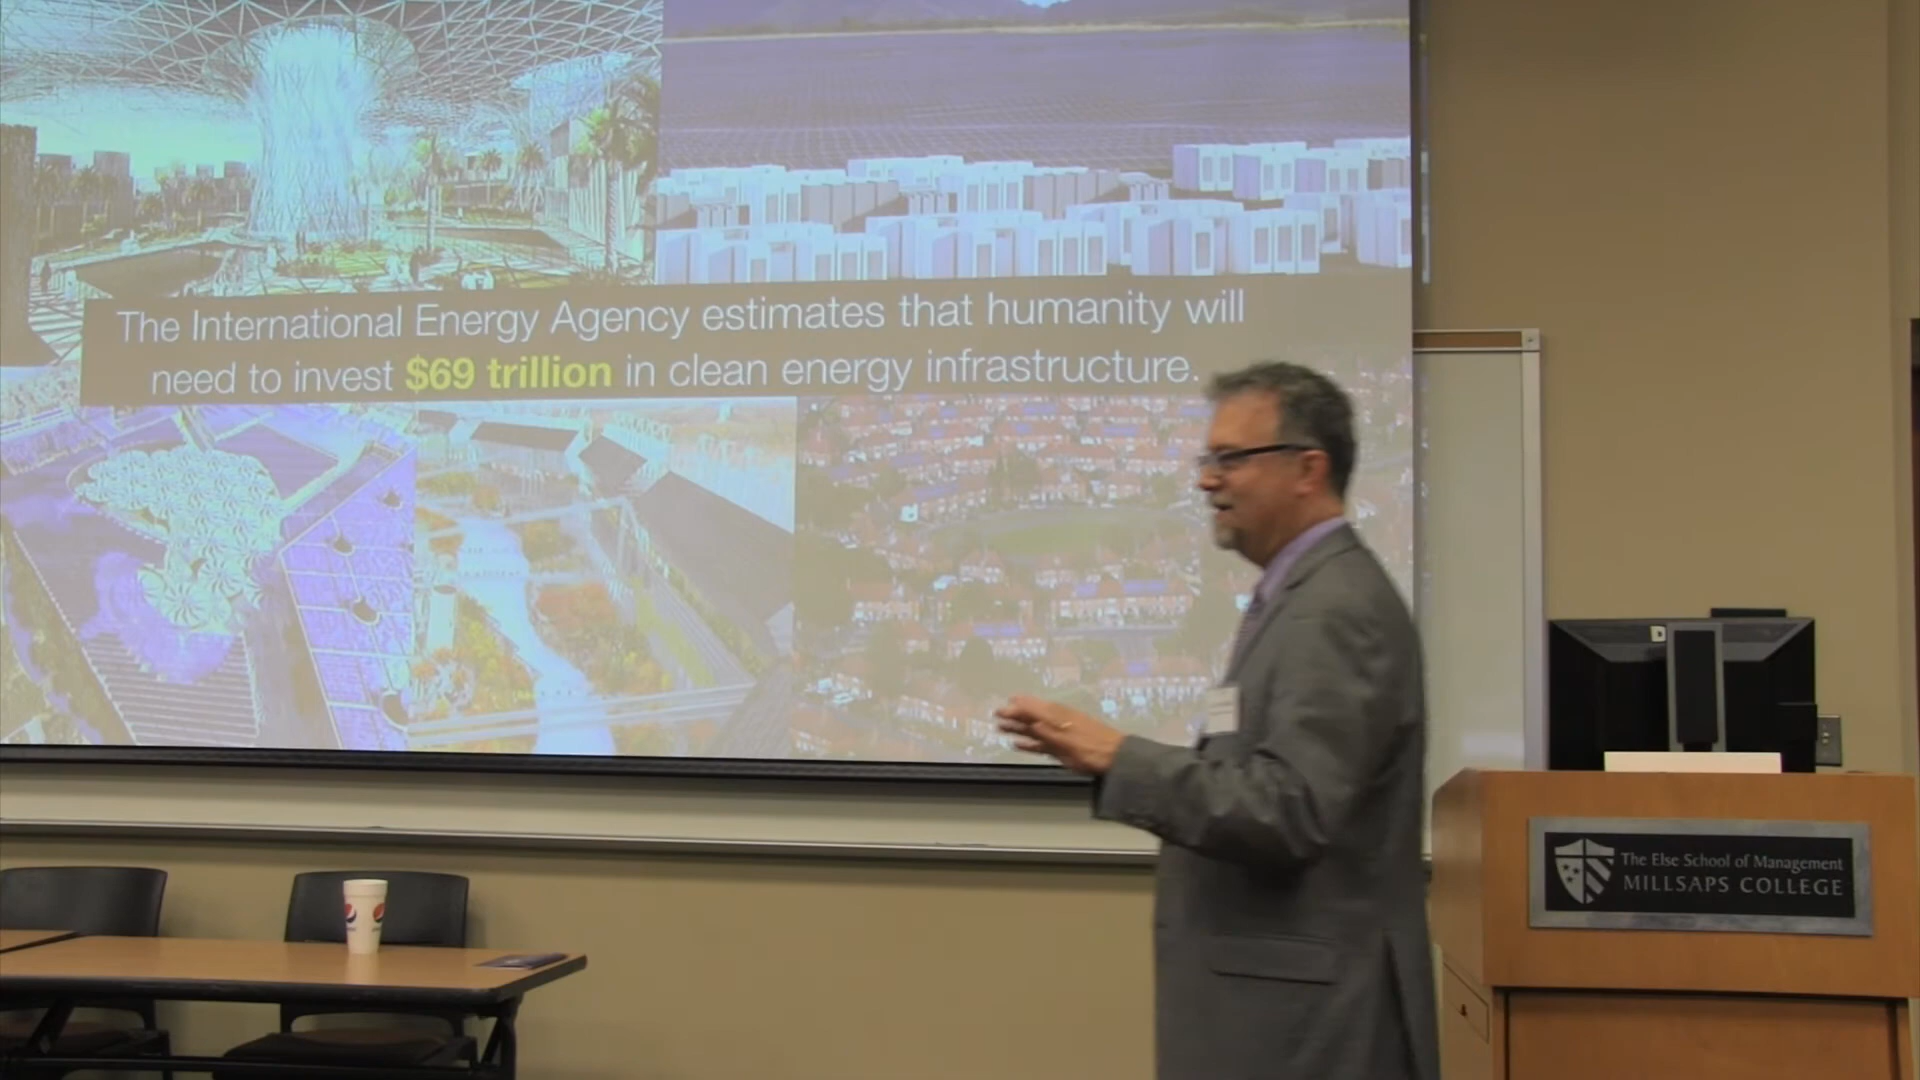 The International Energy Agency estimates that humanity will
need to invest $69 trillion in clean energy infrastructure.
The Else School of Management
MILLSAPS COLLEGE